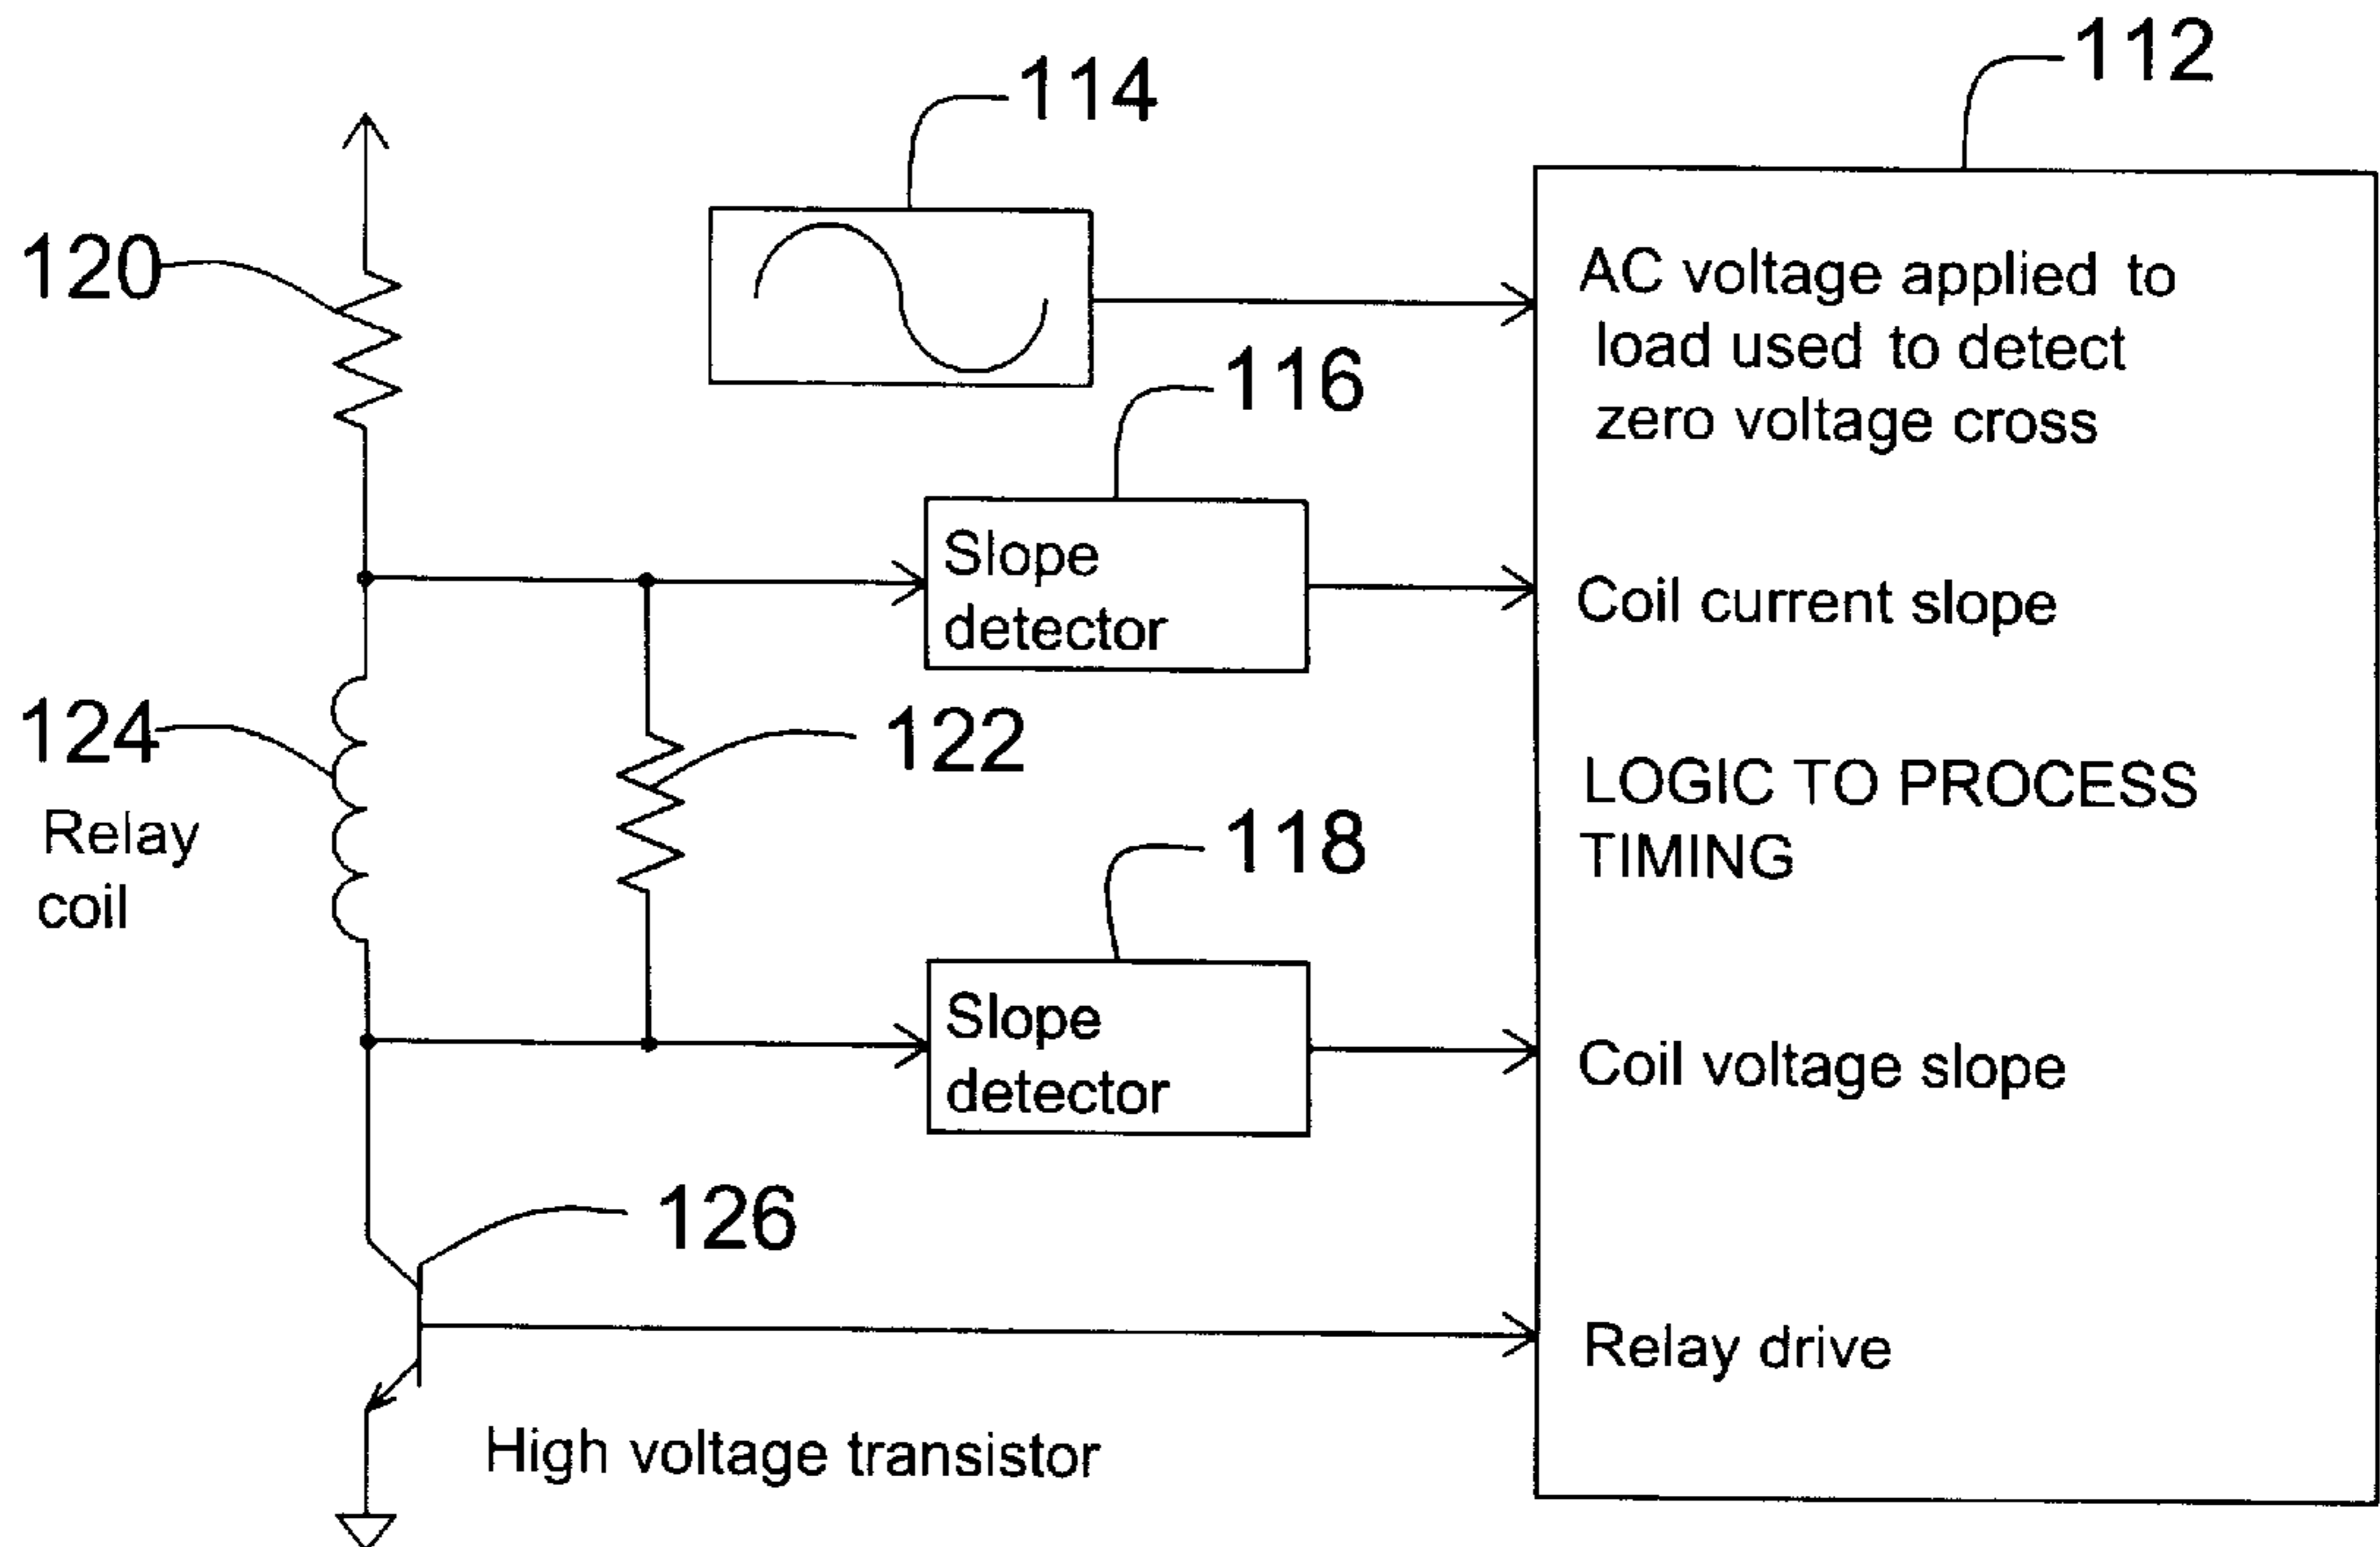 112
114
120
AC voltage applied to
load used to detect
zero voltage cross
116
Slope
detector
Coil current slope
124
Relay
coil
122
LOGIC TO PROCESS
TIMING
118
Slope
detector
Coil voltage slope
126
Relay drive
High voltage transistor